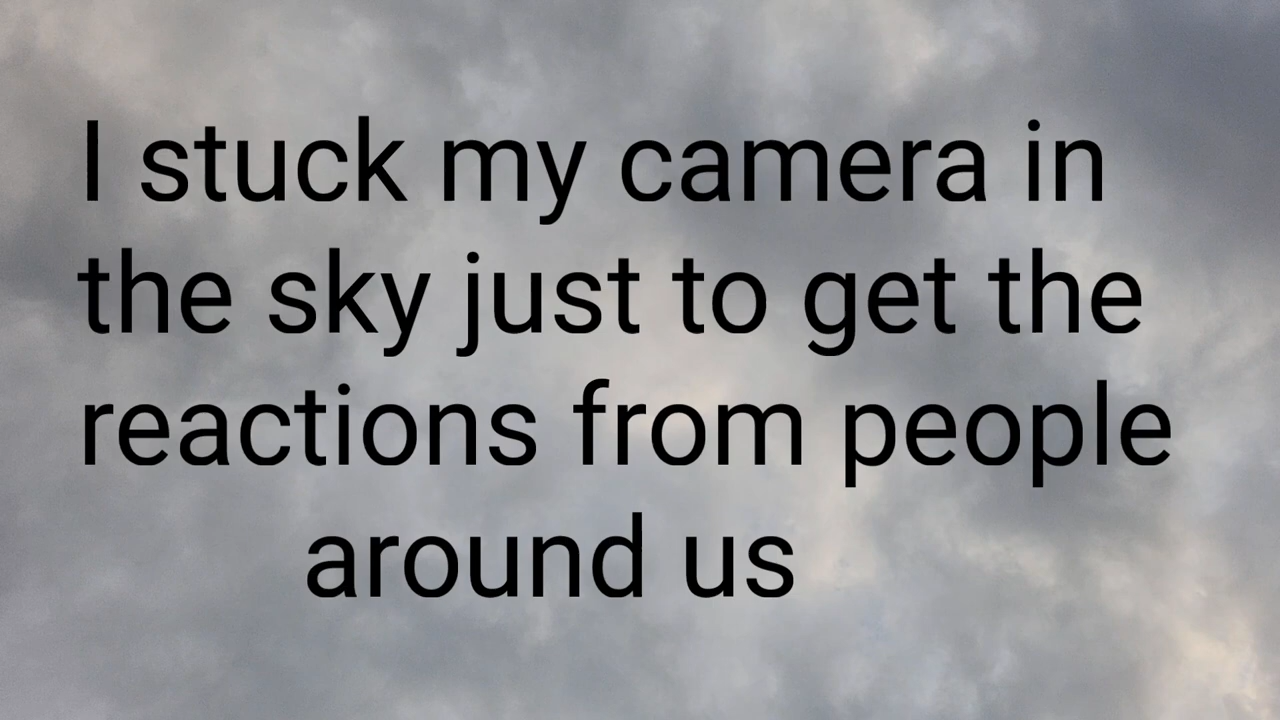 I stuck my camera in
the sky just to get the
reactions from people
around us